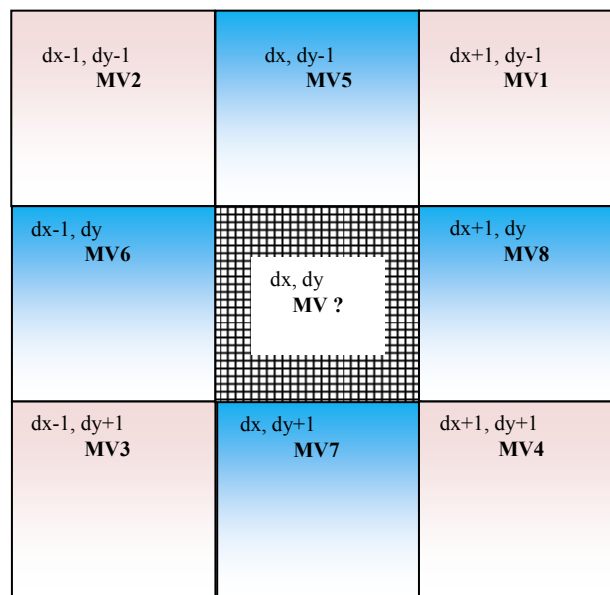 dx-1, dy-1
MV2
dx, dy-1
MV5
dx+1, dy-1
MV1
dx-1, dy
MV6
dx, dy
MV ?
dx+1, dy
MV8
dx-1, dy+1
MV3
dx, dy+1
MV7
dx+1, dy+1
MV4